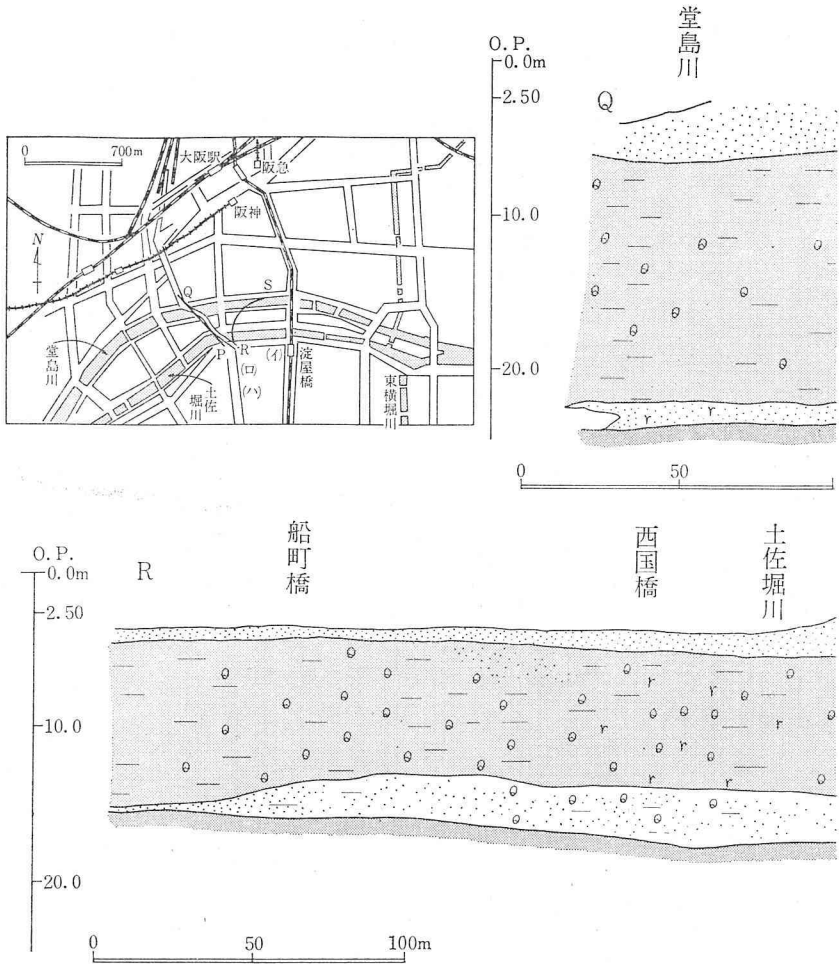 堂島川
O.P.
0.0m
2.50
10.0
20.0
Q
r
r
0
50
0
700m
N
大阪駅
阪急
阪神
Q
S
R
P
(イ)
(ロ)
(ハ)
淀屋橋
堂島川
土佐堀川
東横堀川
船町橋
西国橋
土佐堀川
O.P.
0.0m
2.50
10.0
20.0
R
r
r
r
r
r
r
r
0
50
100m